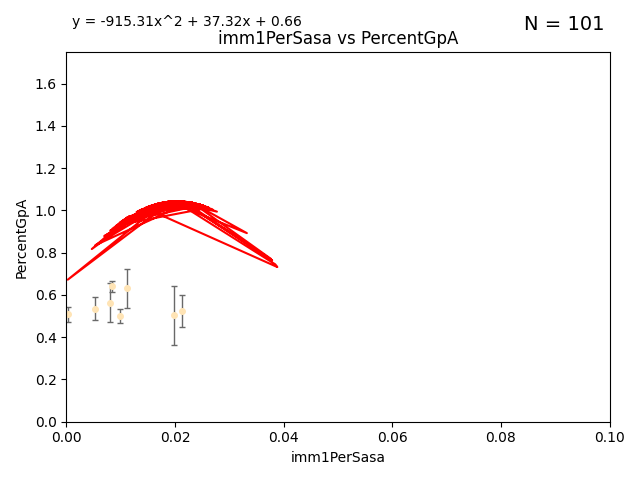 y = -915.31x^2 + 37.32x + 0.66
N = 101
imm1PerSasa vs PercentGpA
1.6
1.4
1.2
1.0
0.8
0.6
0.4
0.2
0.0
PercentGpA
0.00 0.02 0.04 0.06 0.08 0.10
imm1PerSasa